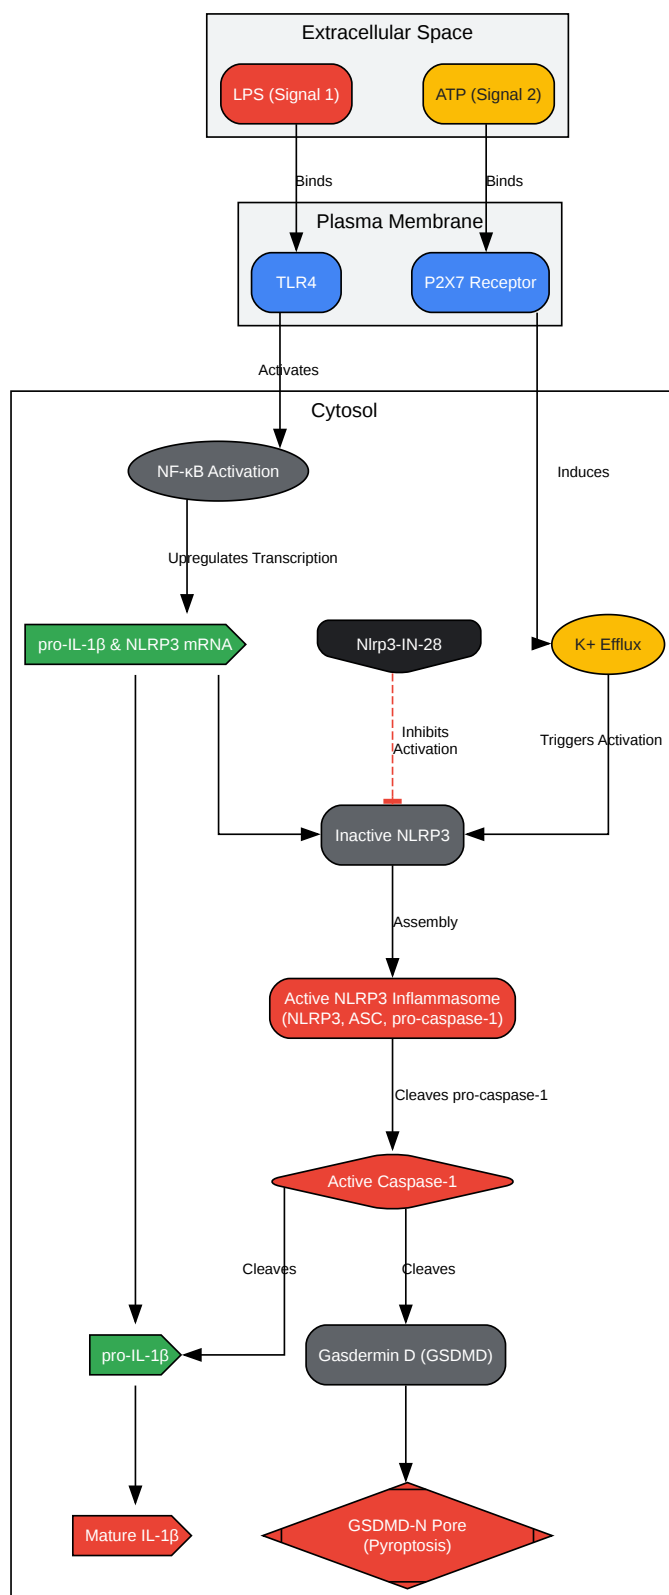 Extracellular Space
LPS (Signal 1)
ATP (Signal 2)
Binds
Binds
Plasma Membrane
TLR4
P2X7 Receptor
Activates
Cytosol
NF-κB Activation
Induces
Upregulates Transcription
pro-IL-1β & NLRP3 mRNA
Nlrp3-IN-28
K+ Efflux
Inhibits
Activation
Triggers Activation
Inactive NLRP3
Assembly
Active NLRP3 Inflammasome
(NLRP3, ASC, pro-caspase-1)
Cleaves pro-caspase-1
Active Caspase-1
Cleaves
Cleaves
pro-IL-1β
Gasdermin D (GSDMD)
Mature IL-1β
GSDMD-N Pore
(Pyroptosis)